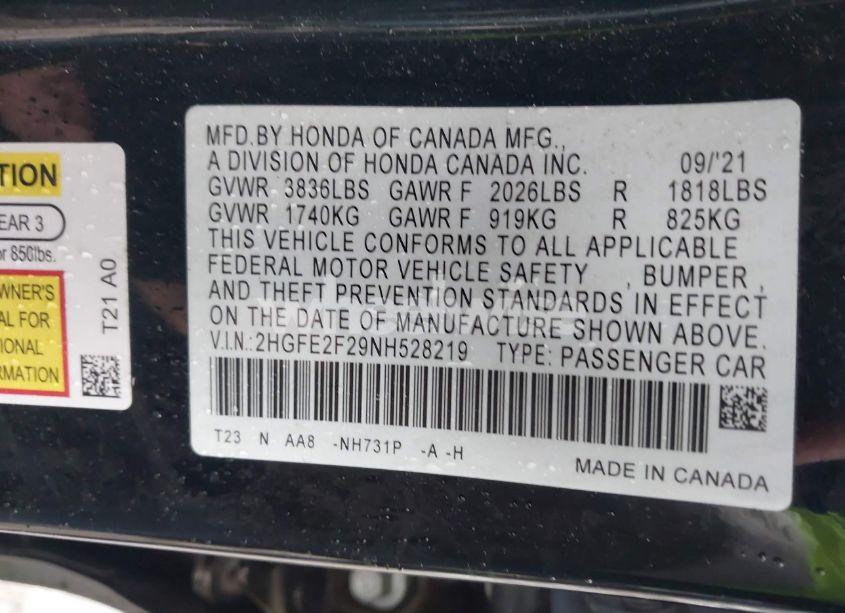 TION
EAR 3
or 850lbs.
WNER'S
AL FOR
IONAL
RMATION
T21 A0
MFD.BY HONDA OF CANADA MFG.,
A DIVISION OF HONDA CANADA INC. 09/'21
GVWR 3836LBS GAWR F 2026LBS R 1818LBS
GVWR 1740KG GAWR F 919KG R 825KG
THIS VEHICLE CONFORMS TO ALL APPLICABLE
FEDERAL MOTOR VEHICLE SAFETY , BUMPER ,
AND THEFT PREVENTION STANDARDS IN EFFECT
ON THE DATE OF MANUFACTURE SHOWN ABOVE.
V.I.N.:2HGFE2F29NH528219 TYPE: PASSENGER CAR
T23 N AA8 -NH731P -A -H
MADE IN CANADA